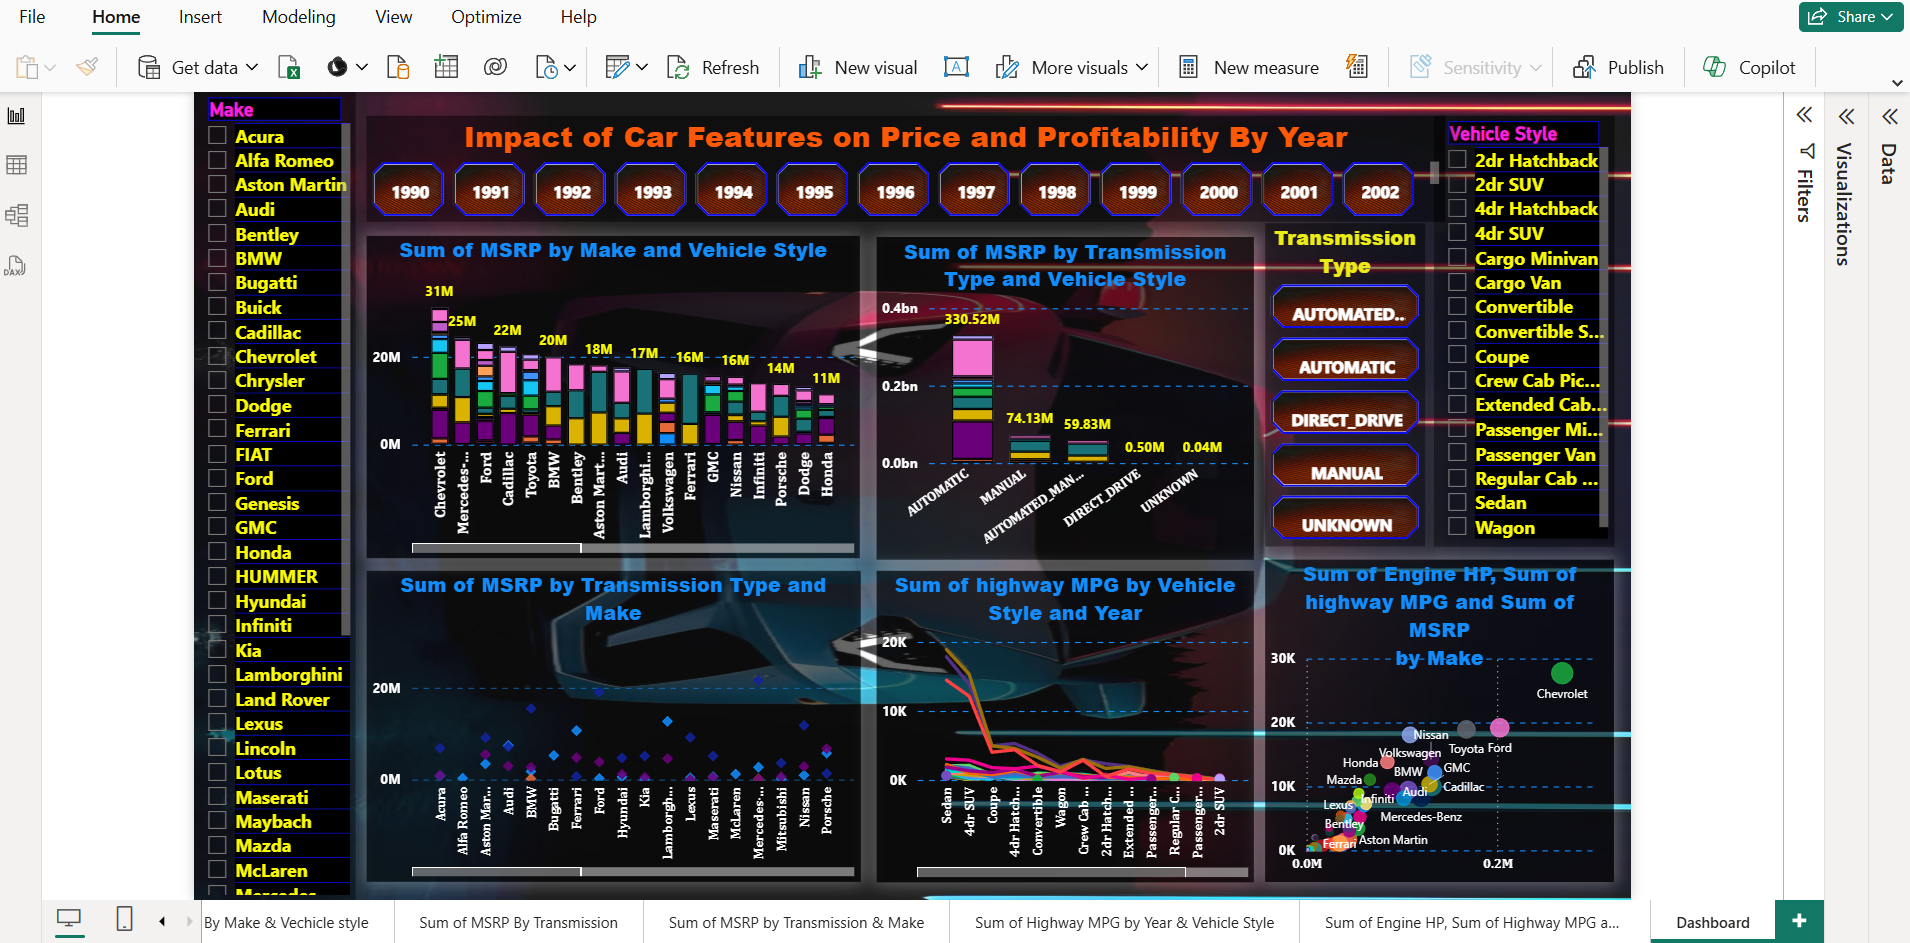 File Home Insert Modeling View Optimize Help Share
Get data Refresh New visual More visuals New measure Sensitivity Publish Copilot
Make
Acura
Alfa Romeo
Aston Martin
Audi
Bentley
BMW
Bugatti
Buick
Cadillac
Chevrolet
Chrysler
Dodge
Ferrari
FIAT
Ford
Genesis
GMC
Honda
HUMMER
Hyundai
Infiniti
Kia
Lamborghini
Land Rover
Lexus
Lincoln
Lotus
Maserati
Maybach
Mazda
McLaren
Impact of Car Features on Price and Profitability By Year
1990 1991 1992 1993 1994 1995 1996 1997 1998 1999 2000 2001 2002
Sum of MSRP by Make and Vehicle Style
31M
25M
22M
20M
18M
17M
16M
16M
14M
11M
20M
0M
Chevrolet
Mercedes-...
Ford
Cadillac
Toyota
BMW
Bentley
Aston Mart...
Audi
Lamborghi...
Volkswagen
Ferrari
GMC
Nissan
Infiniti
Porsche
Dodge
Honda
Sum of MSRP by Transmission
Type and Vehicle Style
0.4bn
330.52M
0.2bn
74.13M
59.83M
0.50M
0.04M
0.0bn
AUTOMATIC
MANUAL
AUTOMATED_MAN...
DIRECT_DRIVE
UNKNOWN
Transmission
Type
AUTOMATED..
AUTOMATIC
DIRECT_DRIVE
MANUAL
UNKNOWN
Vehicle Style
2dr Hatchback
2dr SUV
4dr Hatchback
4dr SUV
Cargo Minivan
Cargo Van
Convertible
Convertible S...
Coupe
Crew Cab Pic...
Extended Cab...
Passenger Mi...
Passenger Van
Regular Cab ...
Sedan
Wagon
Sum of MSRP by Transmission Type and
Make
20M
0M
Acura
Alfa Romeo
Aston Mar...
Audi
BMW
Bugatti
Ferrari
Ford
Hyundai
Kia
Lamborgh...
Lexus
Maserati
McLaren
Mercedes-...
Mitsubishi
Nissan
Porsche
Sum of highway MPG by Vehicle
Style and Year
20K
10K
0K
Sedan
4dr SUV
Coupe
4dr Hatch...
Convertible
Wagon
Crew Cab ...
2dr Hatch...
Extended ...
Passenger...
Regular C...
Passenger...
2dr SUV
Sum of Engine HP, Sum of
highway MPG and Sum of
MSRP
by Make
30K
Chevrolet
20K
Nissan
Volkswagen Toyota Ford
Honda
BMW GMC
Mazda
10K
Cadillac
Infiniti Audi
Lexus
Mercedes-Benz
Bentley
Aston Martin
Ferrari
0K
0.0M 0.2M
Filters
Visualizations
Data
By Make & Vechicle style
Sum of MSRP By Transmission
Sum of MSRP by Transmission & Make
Sum of Highway MPG by Year & Vehicle Style
Sum of Engine HP, Sum of Highway MPG a...
Dashboard